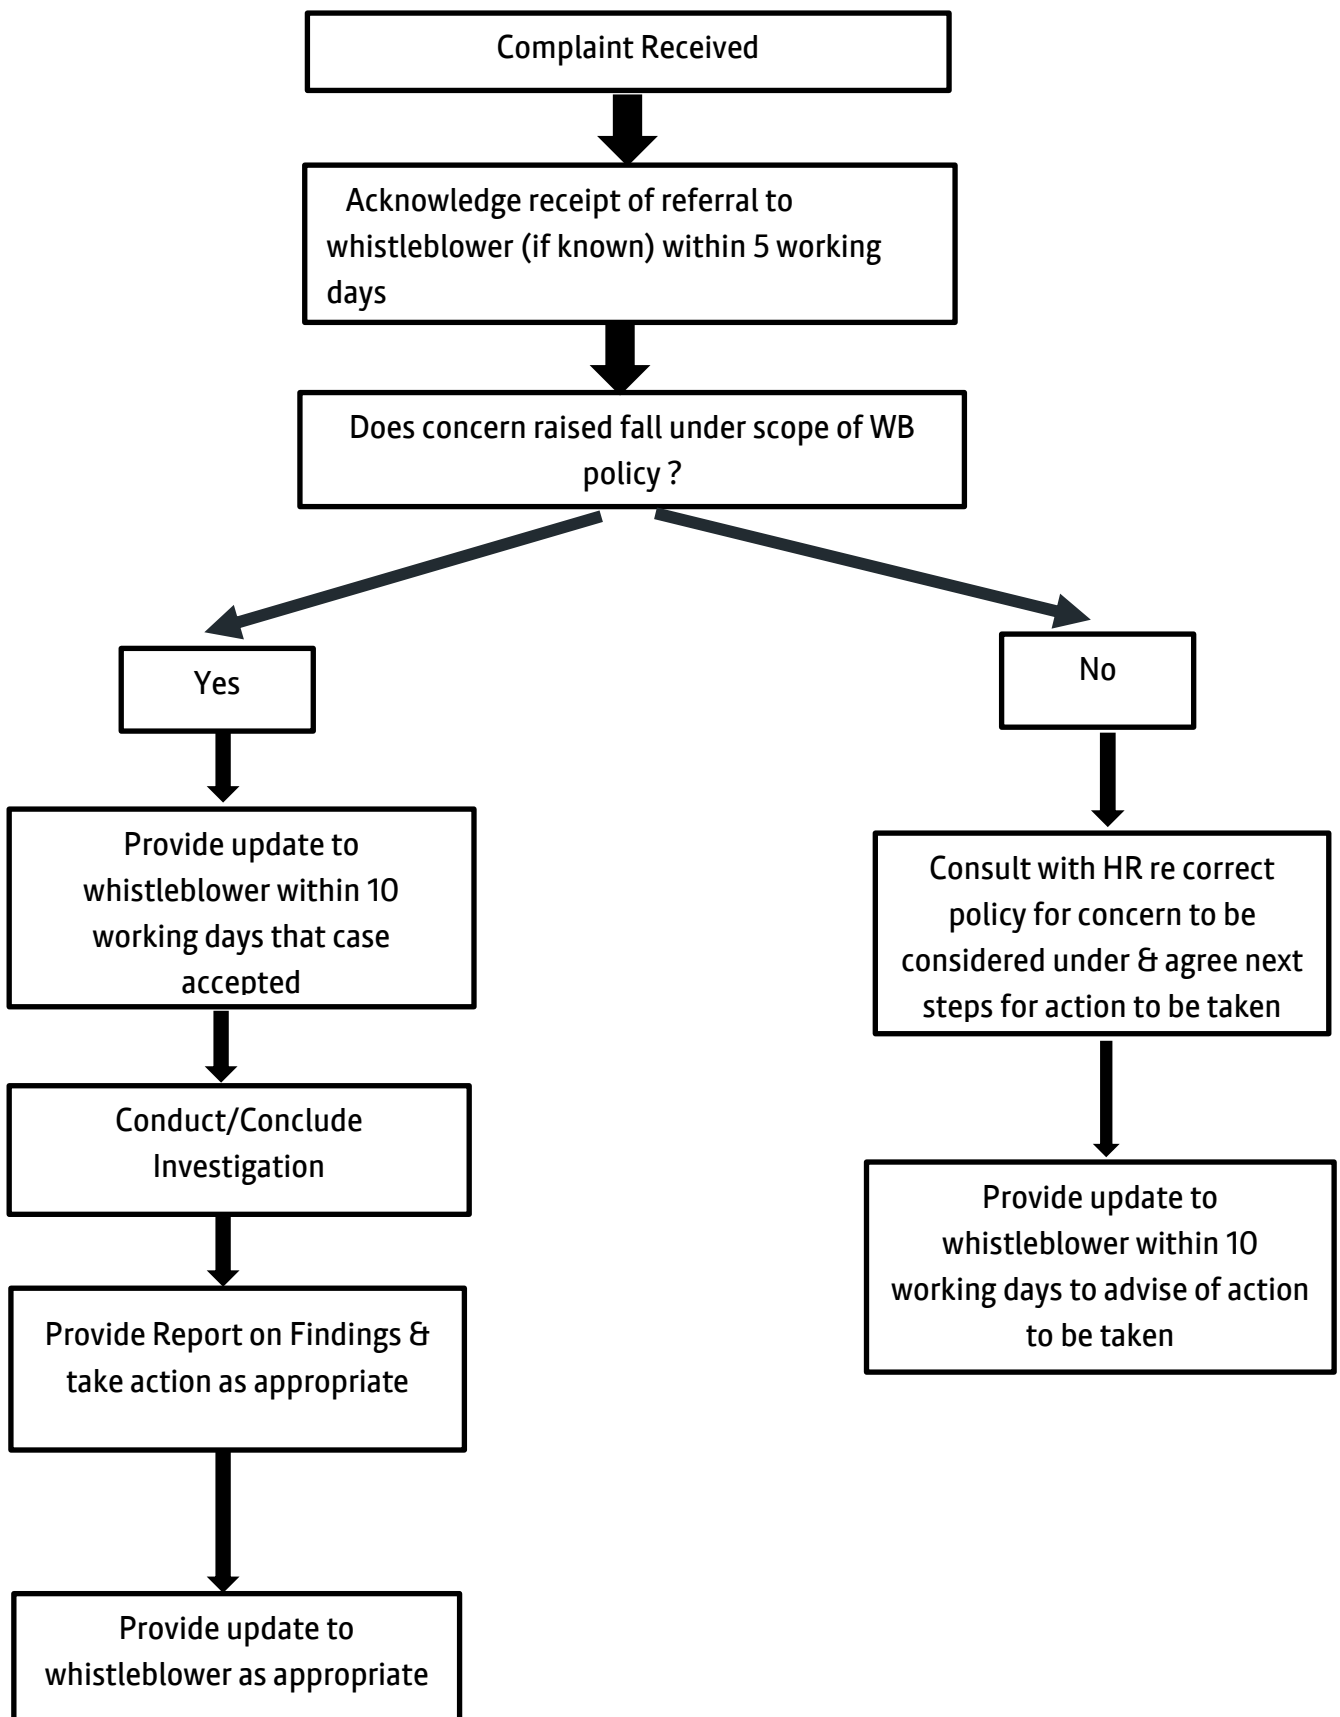 Complaint Received
Acknowledge receipt of referral to
whistleblower (if known) within 5 working
days
Does concern raised fall under scope of WB
policy ?
Yes
Provide update to
whistleblower within 10
working days that case
accepted
Conduct/Conclude
Investigation
Provide Report on Findings &
take action as appropriate
Provide update to
whistleblower as appropriate
No
Consult with HR re correct
policy for concern to be
considered under & agree next
steps for action to be taken
Provide update to
whistleblower within 10
working days to advise of action
to be taken